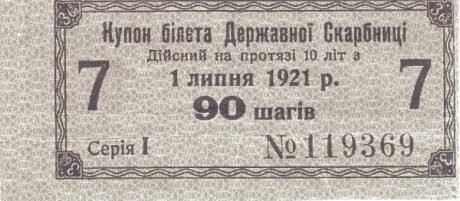 Купон білета Державної Скарбниці
Дійсний на протязі 10 літ з
7 1 липня 1921 р. 7
90 шагів
Серія I №119369